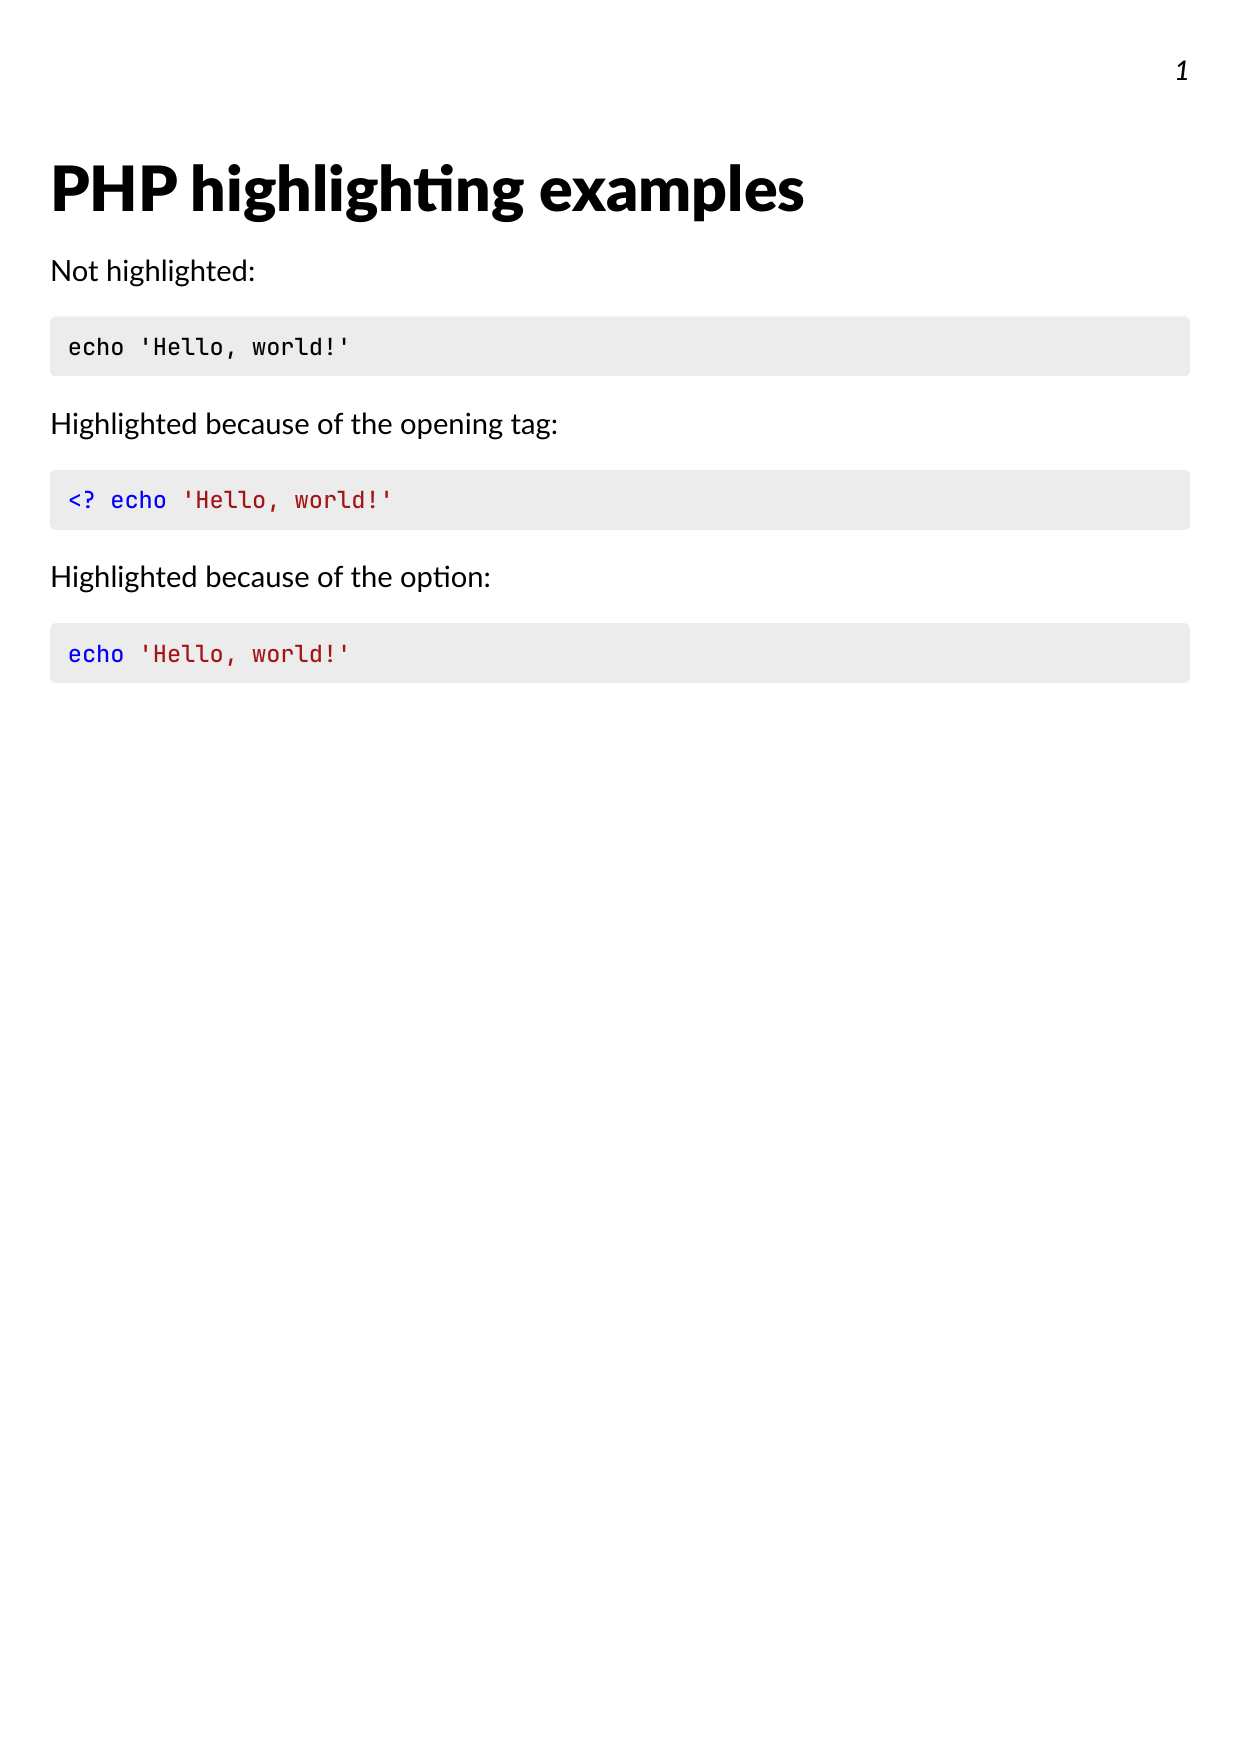 1
PHP highlighting examples
Not highlighted:
echo 'Hello, world!'
Highlighted because of the opening tag:
<? echo 'Hello, world!'
Highlighted because of the option:
echo 'Hello, world!'